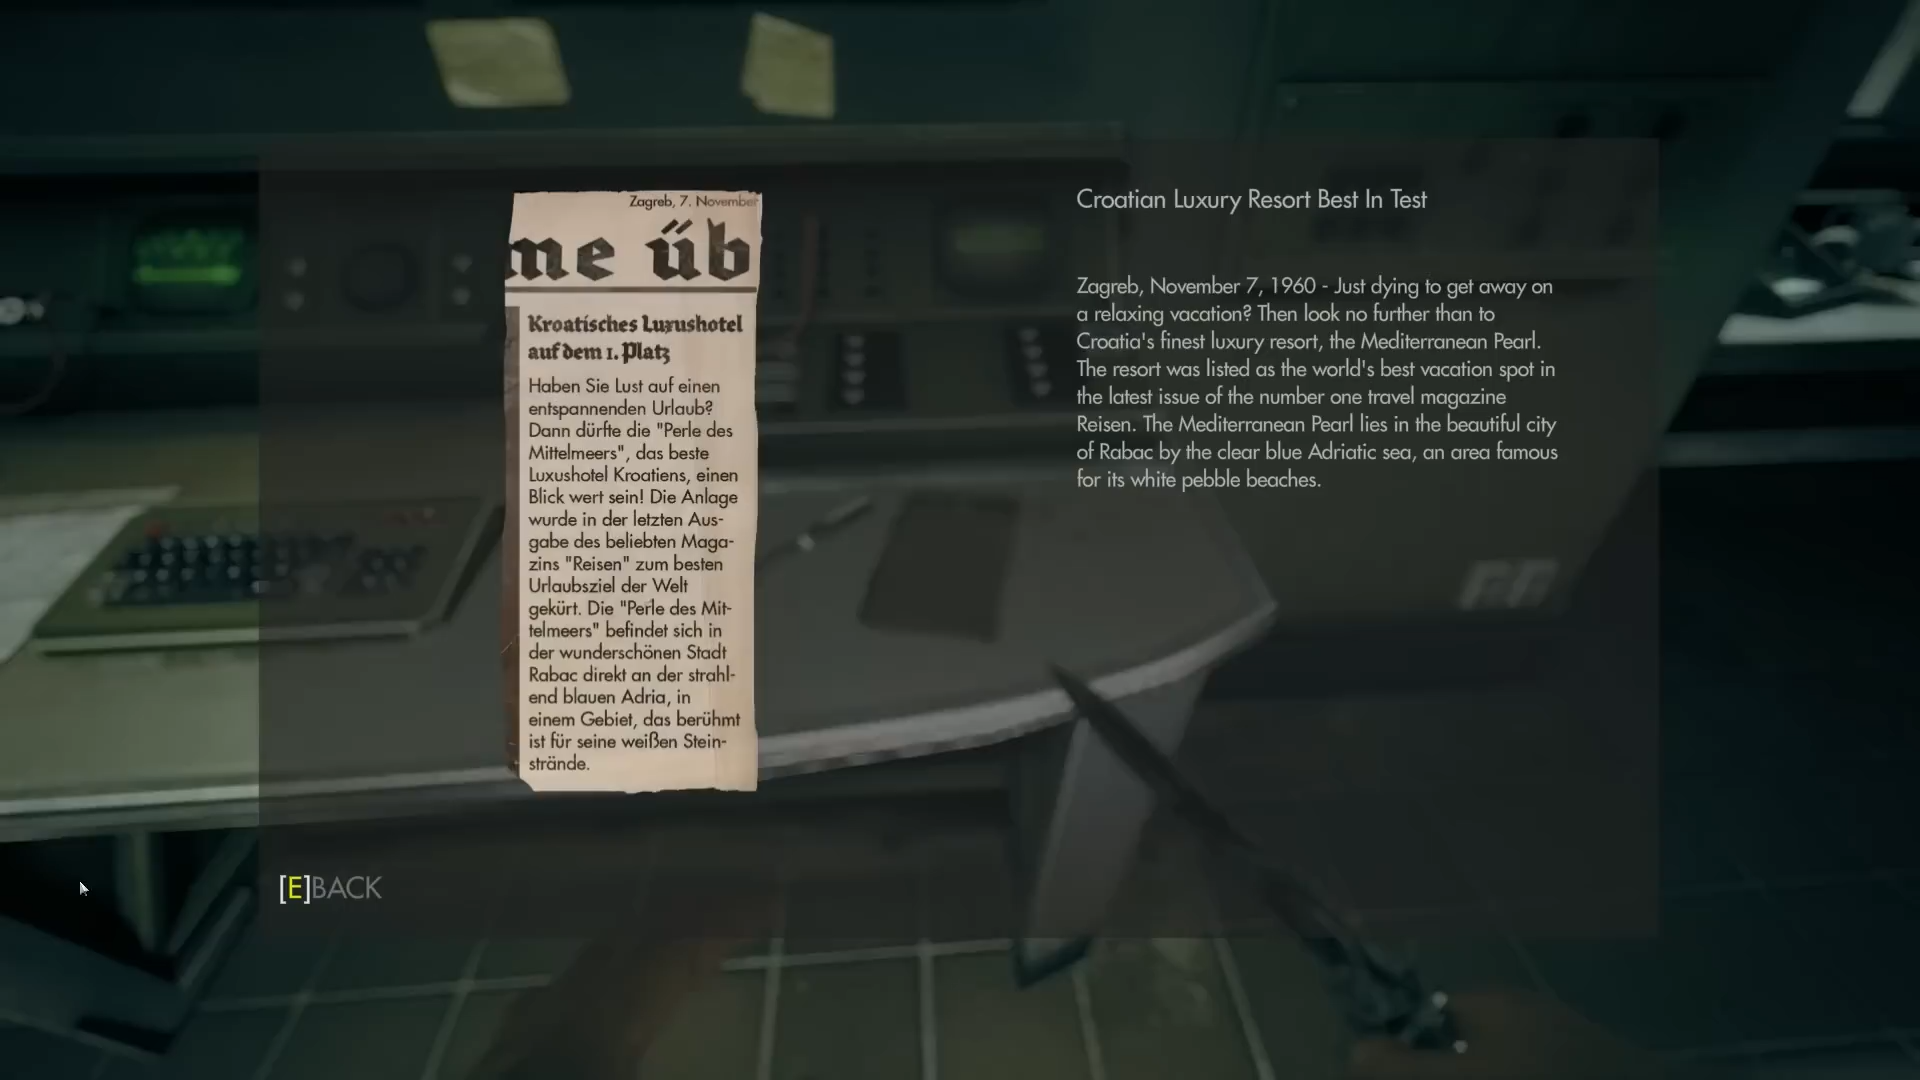 Zagreb, 7. November
me üb
Kroatisches Luxushotel
auf dem 1. Platz
Haben Sie Lust auf einen
entspannenden Urlaub?
Dann dürfte die "Perle des
Mittelmeers", das beste
Luxushotel Kroatiens, einen
Blick wert sein! Die Anlage
wurde in der letzten Aus-
gabe des beliebten Maga-
zins "Reisen" zum besten
Urlaubsziel der Welt
gekürt. Die "Perle des Mit-
telmeers" befindet sich in
der wunderschönen Stadt
Rabac direkt an der strahl-
end blauen Adria, in
einem Gebiet, das berühmt
ist für seine weißen Stein-
strände.
Croatian Luxury Resort Best In Test
Zagreb, November 7, 1960 - Just dying to get away on
a relaxing vacation? Then look no further than to
Croatia's finest luxury resort, the Mediterranean Pearl.
The resort was listed as the world's best vacation spot in
the latest issue of the number one travel magazine
Reisen. The Mediterranean Pearl lies in the beautiful city
of Rabac by the clear blue Adriatic sea, an area famous
for its white pebble beaches.
[E]BACK